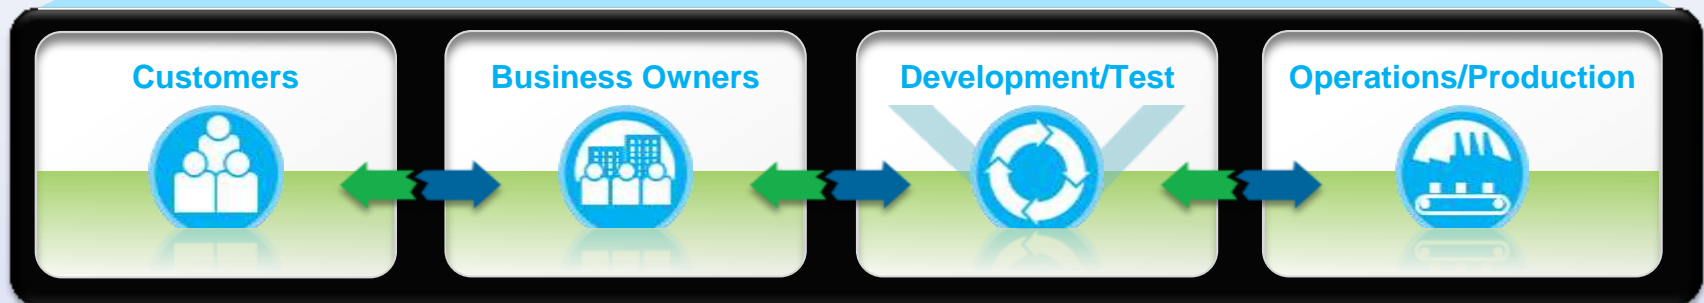 Customers
Business Owners
Development/Test
Operations/Production